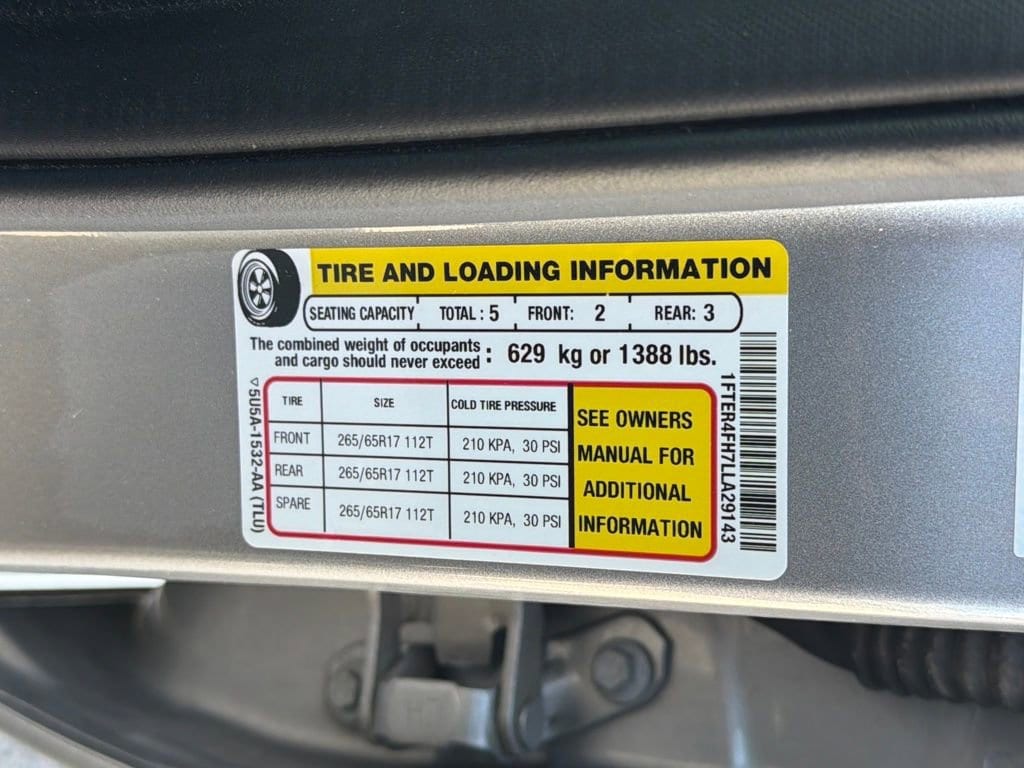 TIRE AND LOADING INFORMATION
SEATING CAPACITY TOTAL: 5 FRONT: 2 REAR: 3
The combined weight of occupants
and cargo should never exceed : 629 kg or 1388 lbs.
TIRE SIZE COLD TIRE PRESSURE
FRONT 265/65R17 112T 210 KPA, 30 PSI
REAR 265/65R17 112T 210 KPA, 30 PSI
SPARE 265/65R17 112T 210 KPA, 30 PSI
SEE OWNERS
MANUAL FOR
ADDITIONAL
INFORMATION
5U5A-1532-AA (TLU)
1FTER4FH7LLA29143